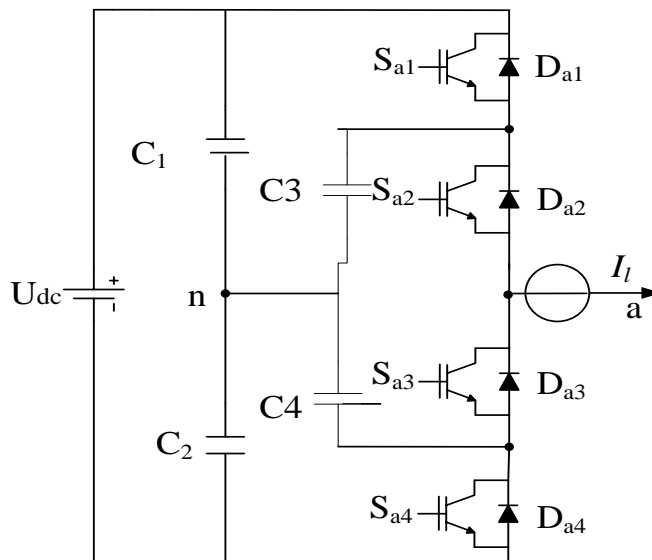 Sa1
Da1
C1
C3
Sa2
Da2
Udc
+
-
n
Il
a
Sa3
Da3
C4
C2
Sa4
Da4